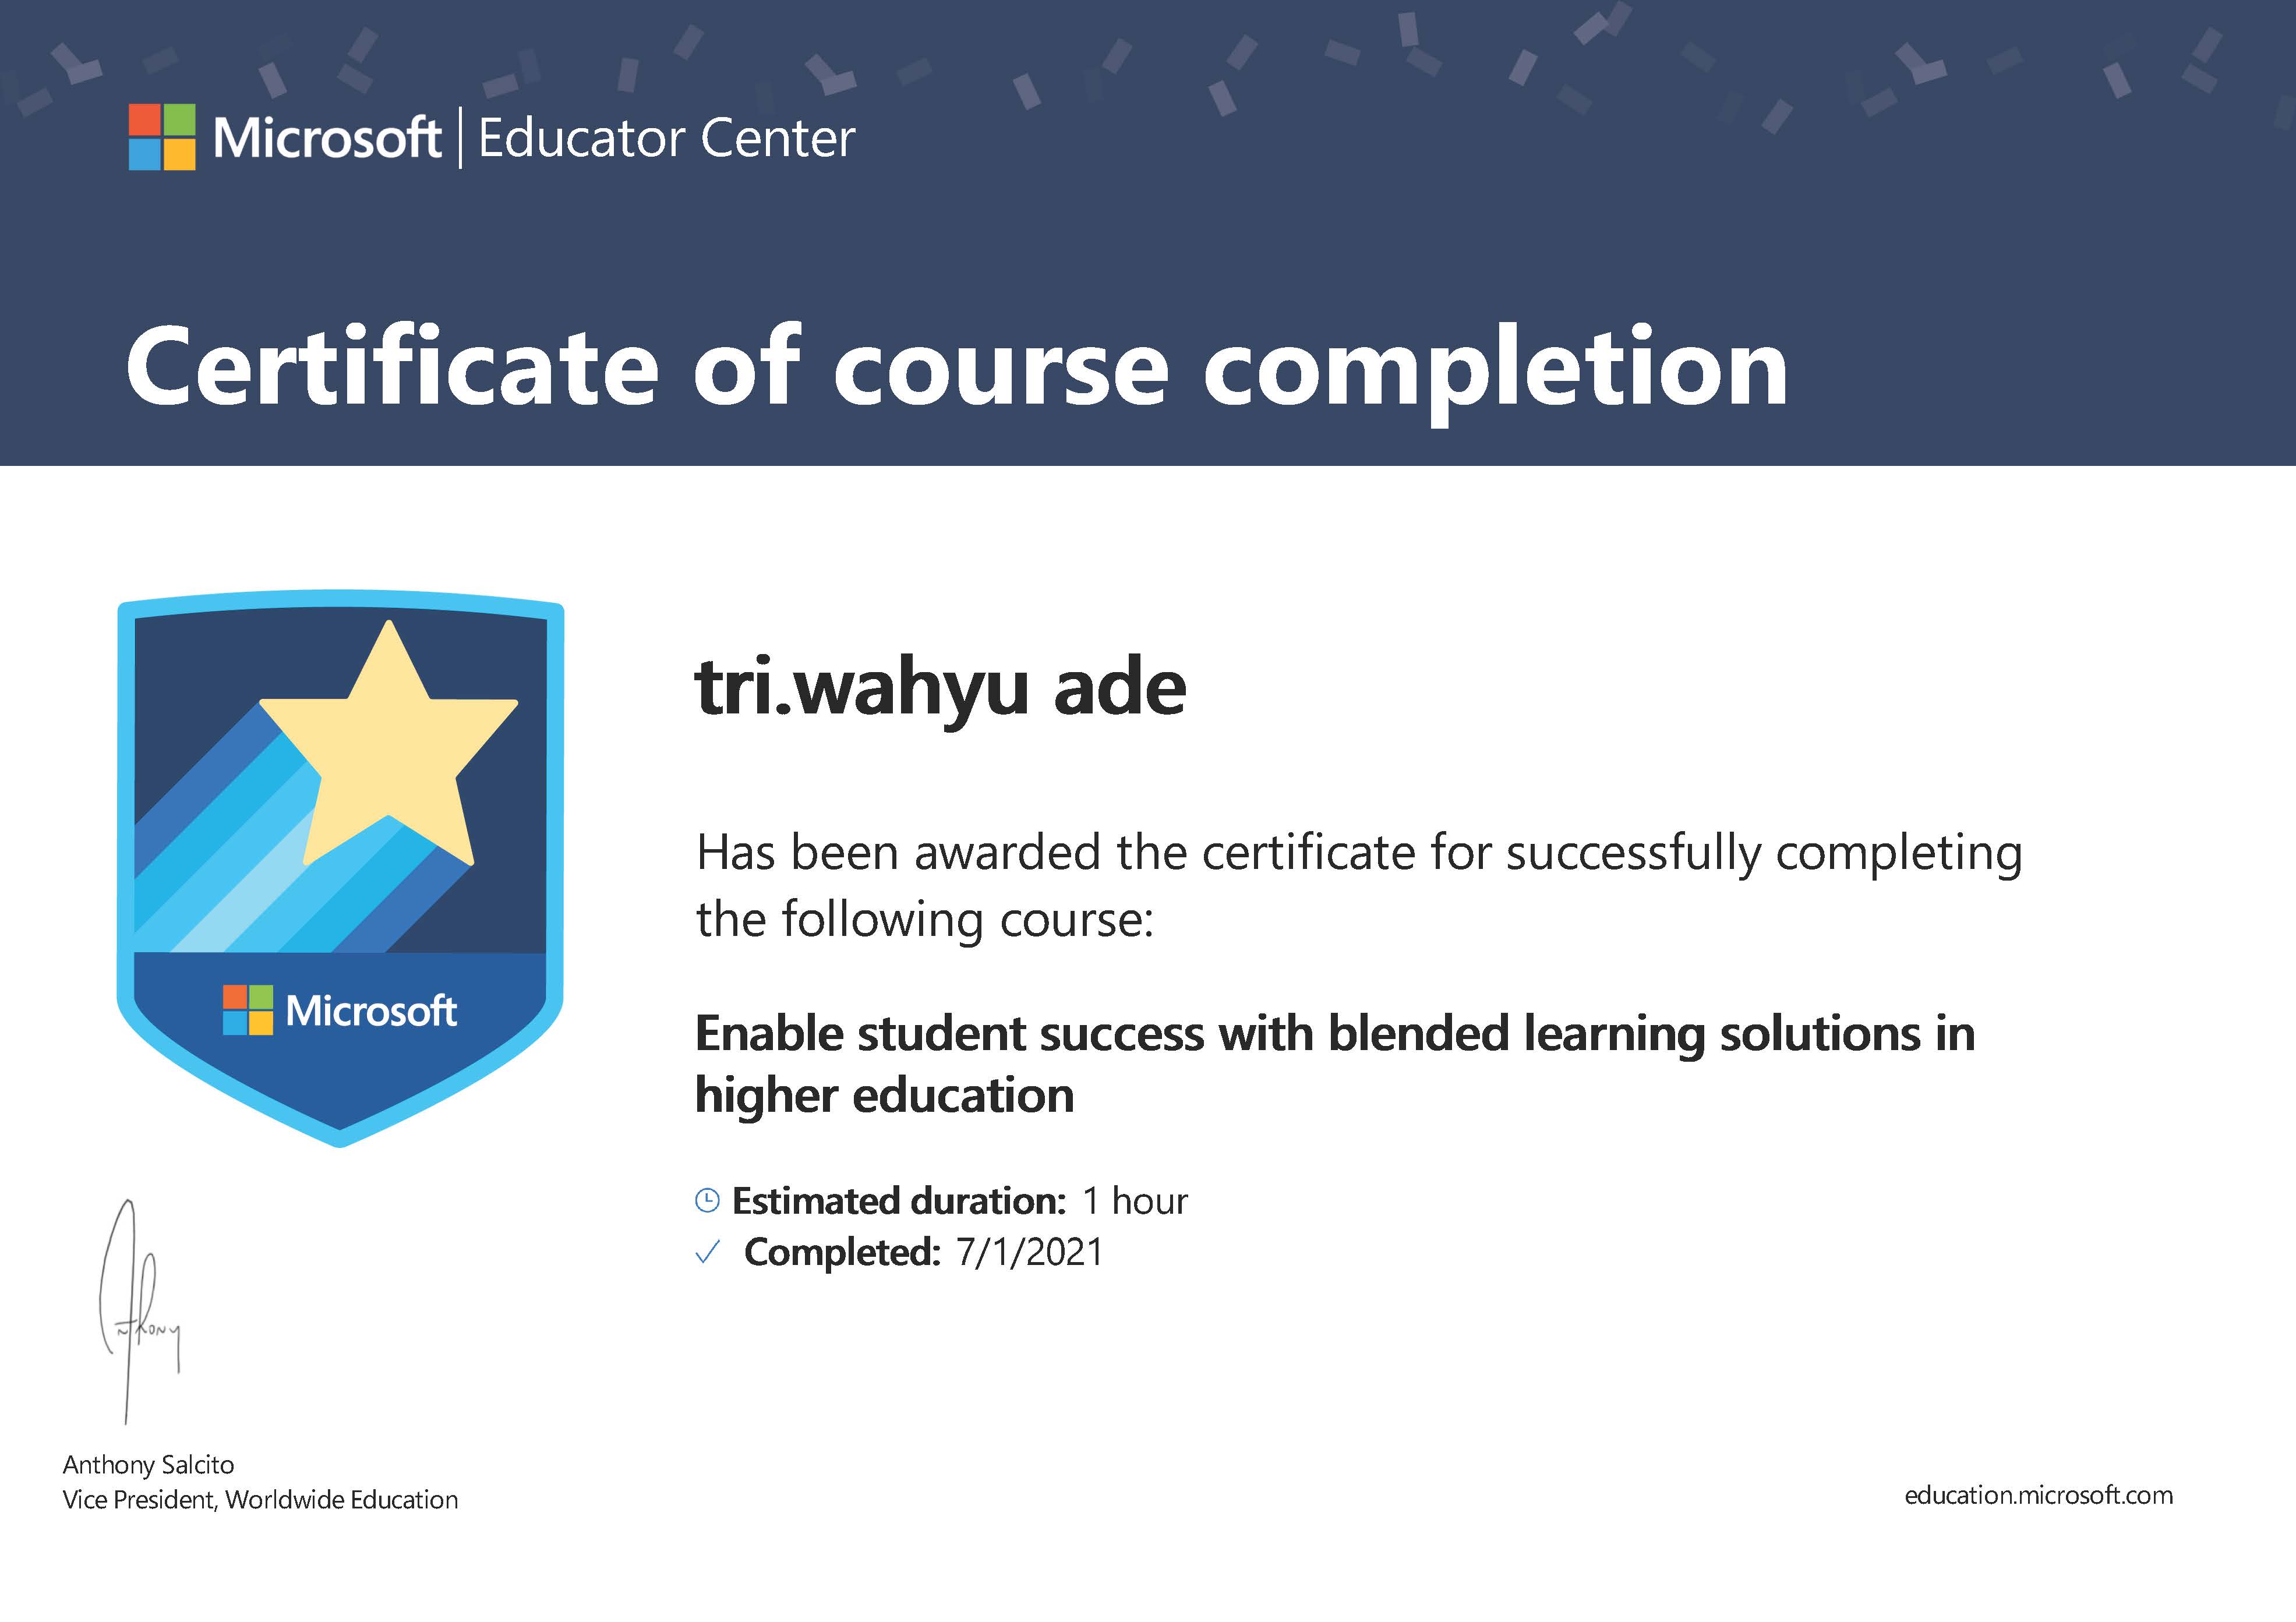 Microsoft | Educator Center
Certificate of course completion
tri.wahyu ade
Has been awarded the certificate for successfully completing
the following course:
Enable student success with blended learning solutions in
higher education
Estimated duration: 1 hour
Completed: 7/1/2021
Microsoft
Anthony
Anthony Salcito
Vice President, Worldwide Education
education.microsoft.com